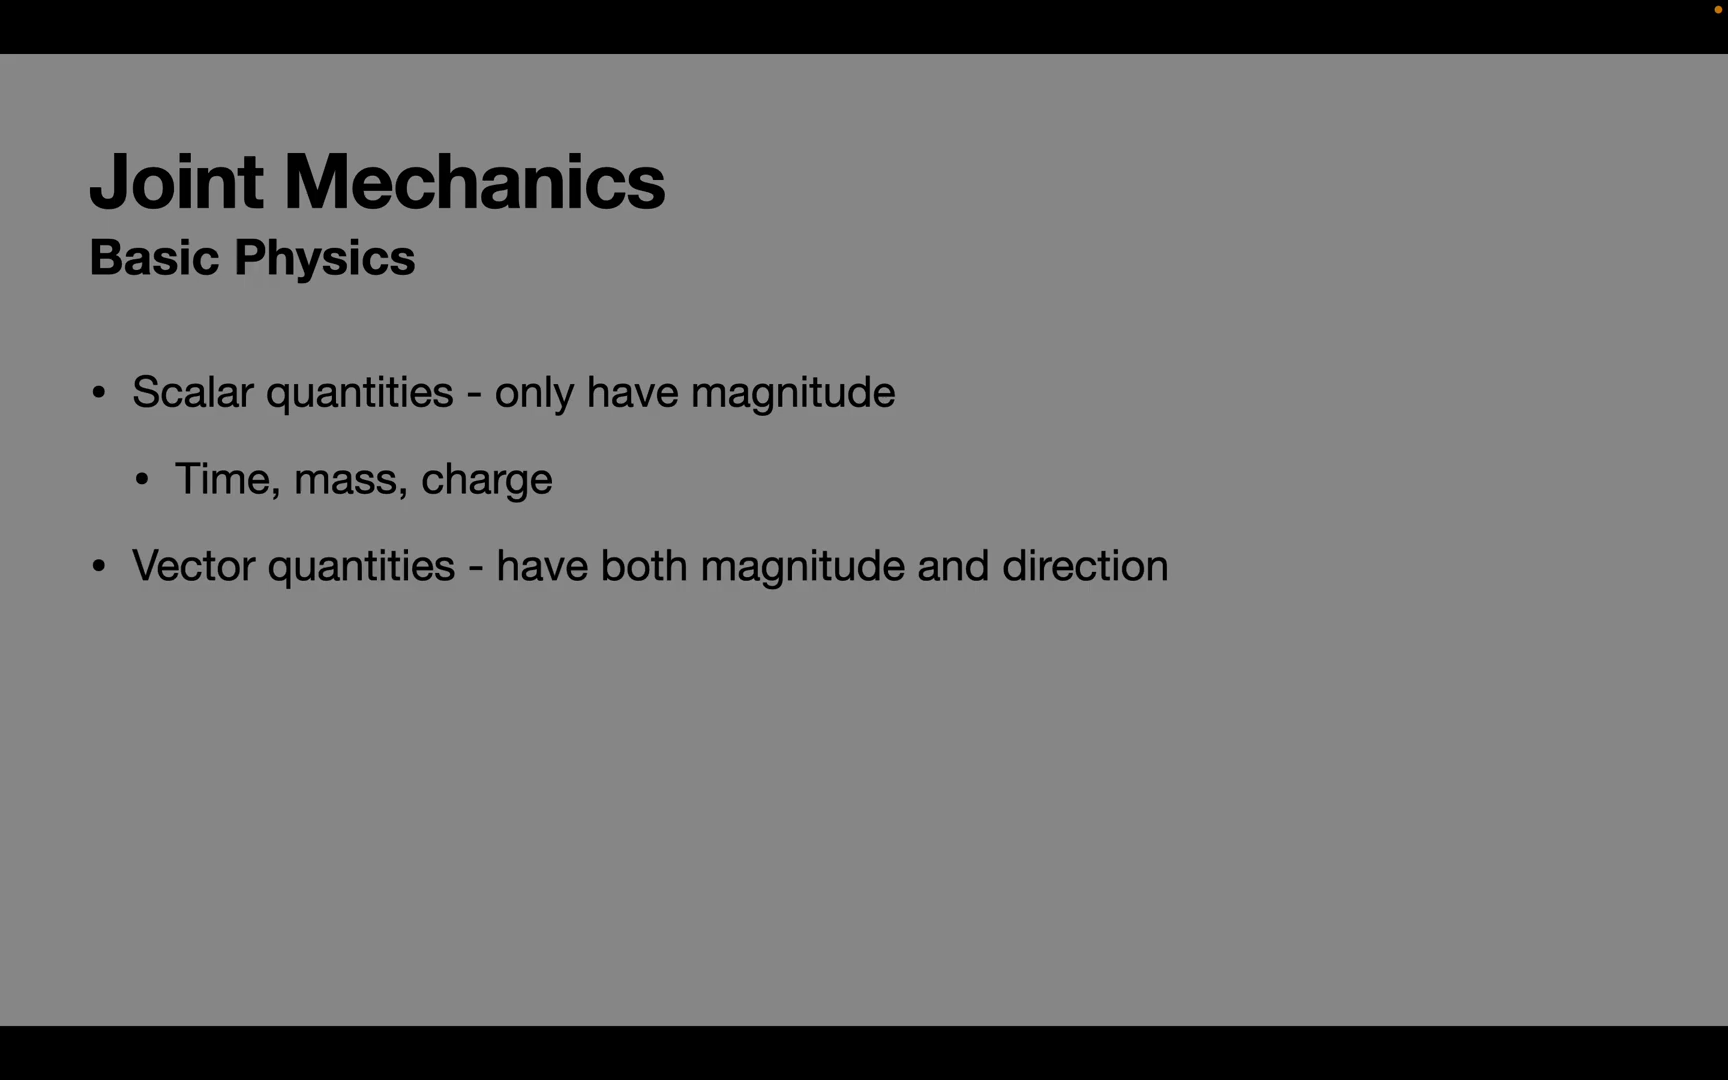 Joint Mechanics
Basic Physics
• Scalar quantities - only have magnitude
• Time, mass, charge
• Vector quantities - have both magnitude and direction